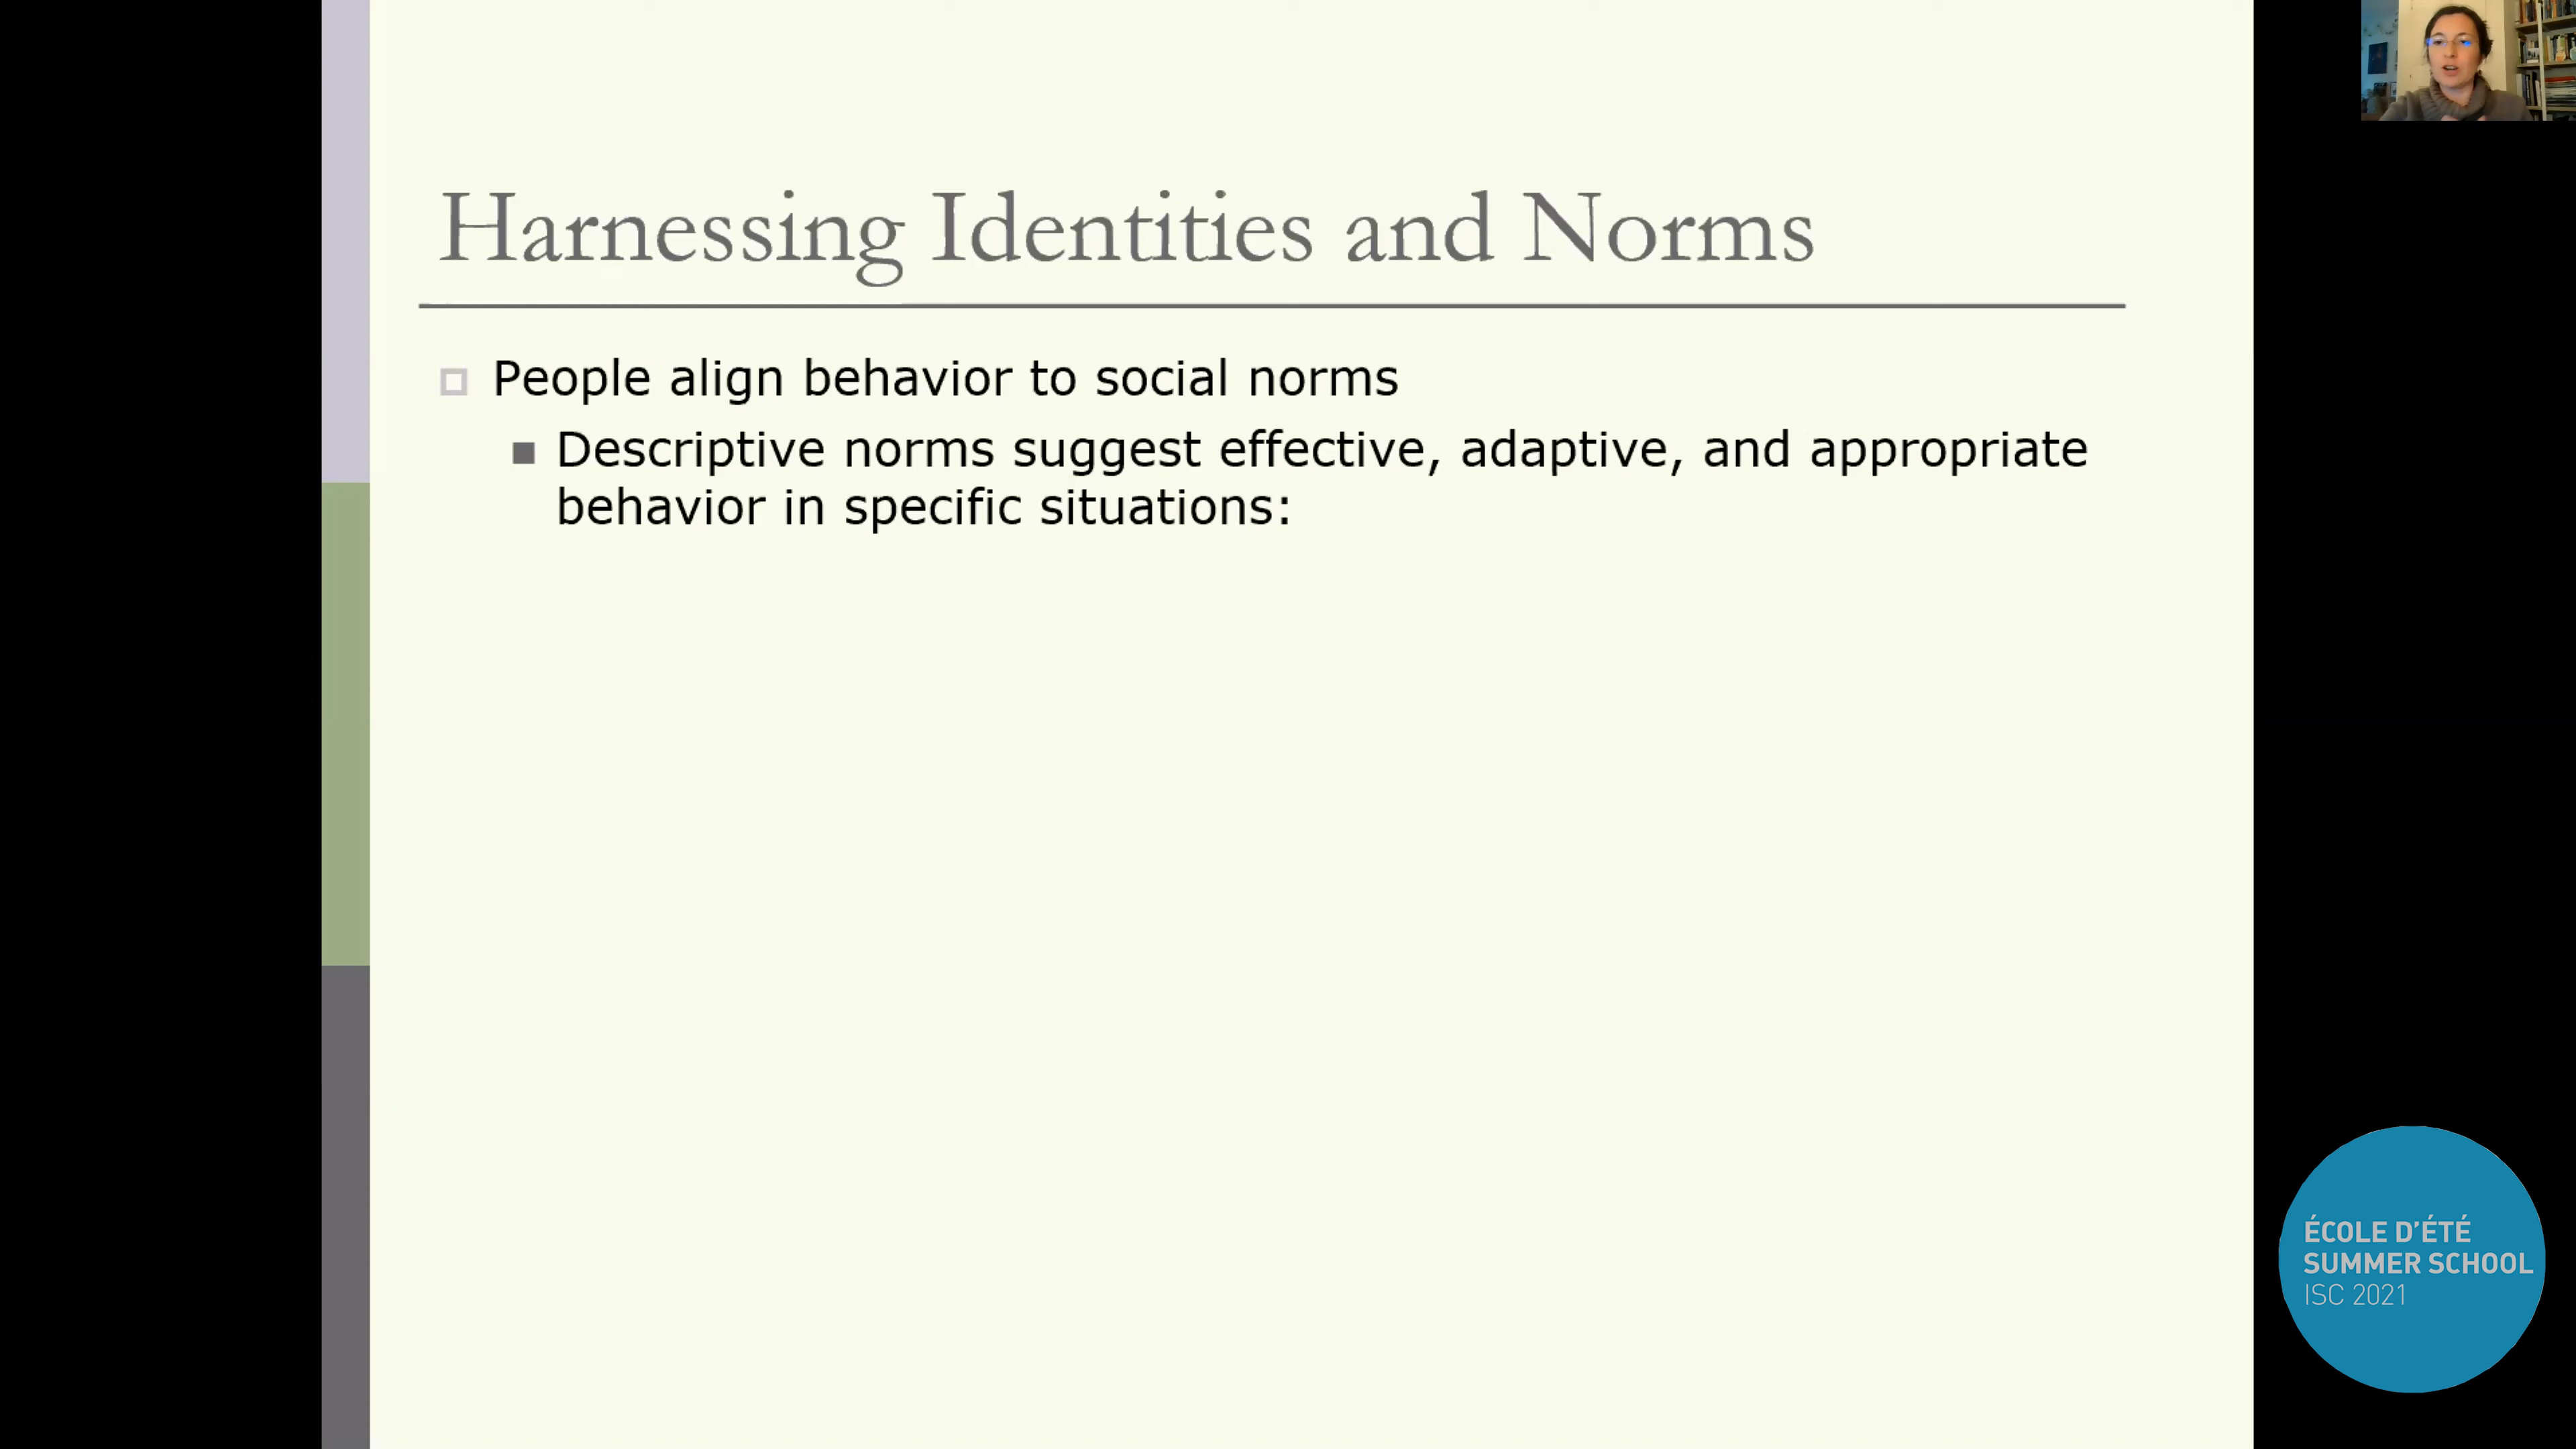 Harnessing Identities and Norms
People align behavior to social norms
Descriptive norms suggest effective, adaptive, and appropriate
behavior in specific situations:
ÉCOLE D'ÉTÉ
SUMMER SCHOOL
ISC 2021